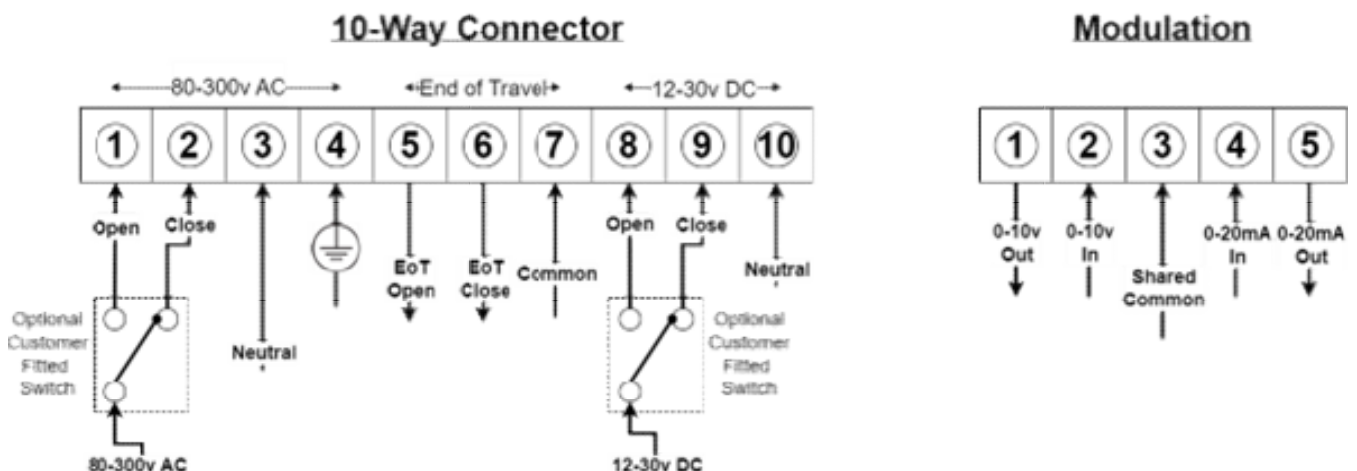 10-Way Connector
Modulation
80-300v AC
End of Travel
12-30v DC
1 2 3 4 5 6 7 8 9 10
1 2 3 4 5
Open
Close
EoT
Open
EoT
Close
Common
Open
Close
Neutral
0-10v
Out
0-10v
In
Shared
Common
0-20mA
In
0-20mA
Out
Optional
Customer
Fitted
Switch
Neutral
Optional
Customer
Fitted
Switch
80-300v AC
12-30v DC